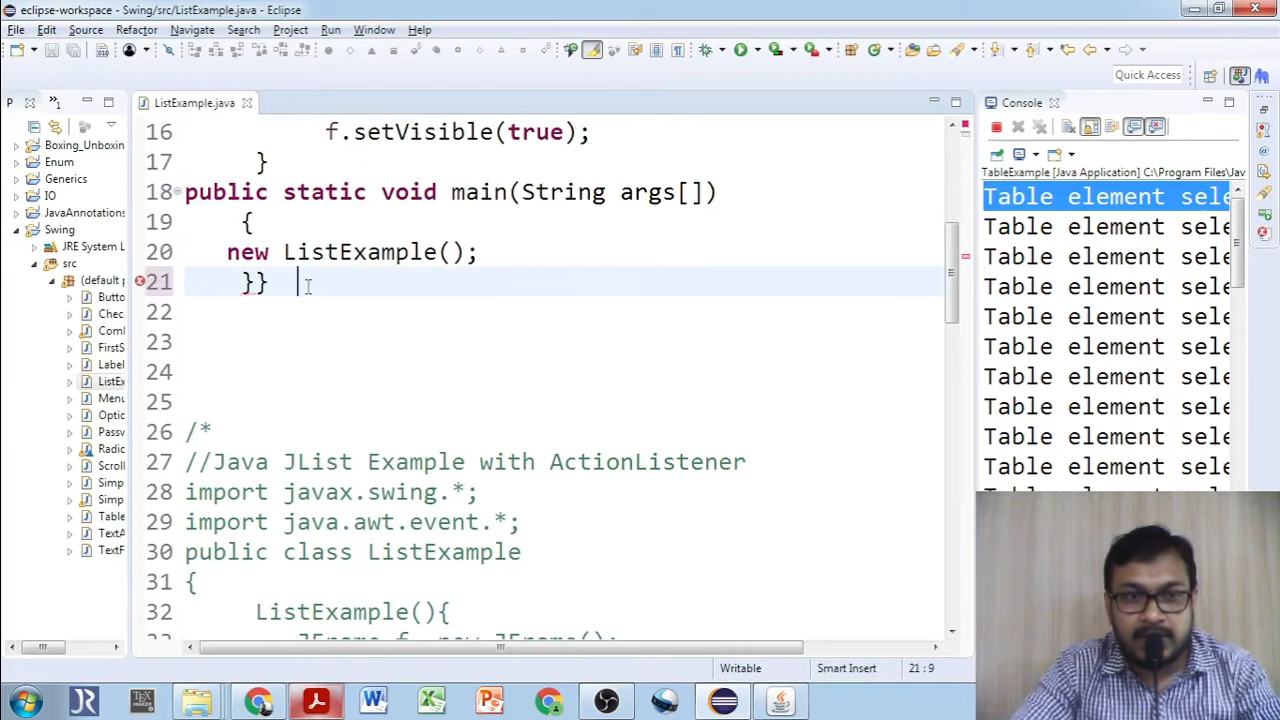 eclipse-workspace - Swing/src/ListExample.java - Eclipse
File Edit Source Refactor Navigate Search Project Run Window Help
Quick Access
P
ListExample.java
Console
Boxing_Unboxin
Enum
Generics
IO
JavaAnnotations
Swing
JRE System L
src
(default p
Butto
Chec
Coml
FirstS
Label
ListEx
Menu
Optic
Passv
Radic
Scroll
Simp
Simp
Table
TextA
TextF
16 f.setVisible(true);
17 }
18 public static void main(String args[])
19 {
20 new ListExample();
21 }}
22
23
24
25
26 /*
27 //Java JList Example with ActionListener
28 import javax.swing.*;
29 import java.awt.event.*;
30 public class ListExample
31 {
32 ListExample(){
TableExample [Java Application] C:\Program Files\Jav
Table element sele
Table element sele
Table element sele
Table element sele
Table element sele
Table element sele
Table element sele
Table element sele
Table element sele
Table element sele
Writable Smart Insert 21 : 9